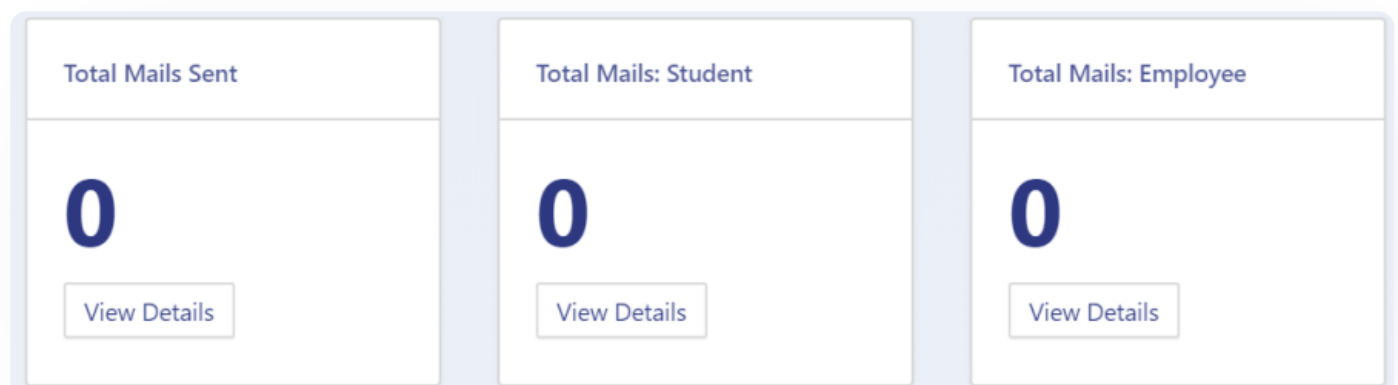 Total Mails Sent
Total Mails: Student
Total Mails: Employee
0
0
0
View Details
View Details
View Details